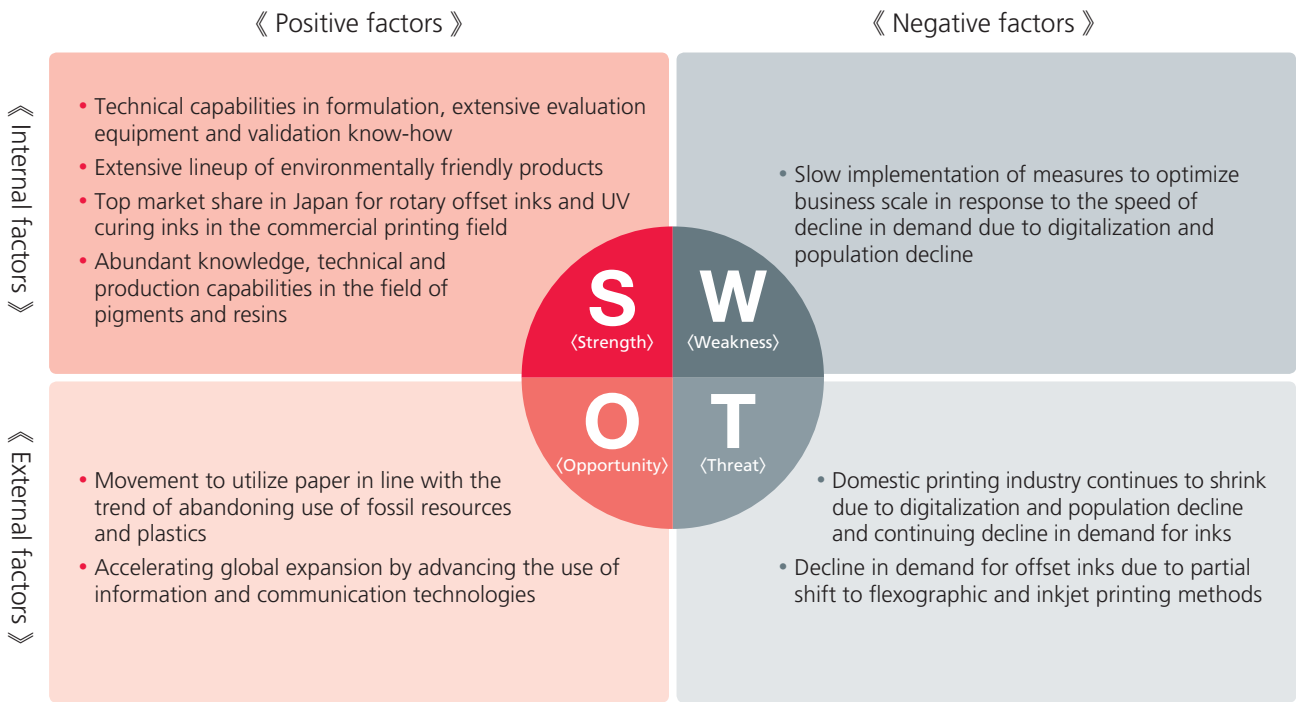 《 Positive factors 》
《 Negative factors 》
《 Internal factors 》
• Technical capabilities in formulation, extensive evaluation
equipment and validation know-how
• Extensive lineup of environmentally friendly products
• Top market share in Japan for rotary offset inks and UV
curing inks in the commercial printing field
• Abundant knowledge, technical and
production capabilities in the field of
pigments and resins
• Slow implementation of measures to optimize
business scale in response to the speed of
decline in demand due to digitalization and
population decline
S
〈Strength〉
W
〈Weakness〉
O
〈Opportunity〉
T
〈Threat〉
《 External factors 》
• Movement to utilize paper in line with the
trend of abandoning use of fossil resources
and plastics
• Accelerating global expansion by advancing the use of
information and communication technologies
• Domestic printing industry continues to shrink
due to digitalization and population decline
and continuing decline in demand for inks
• Decline in demand for offset inks due to partial
shift to flexographic and inkjet printing methods